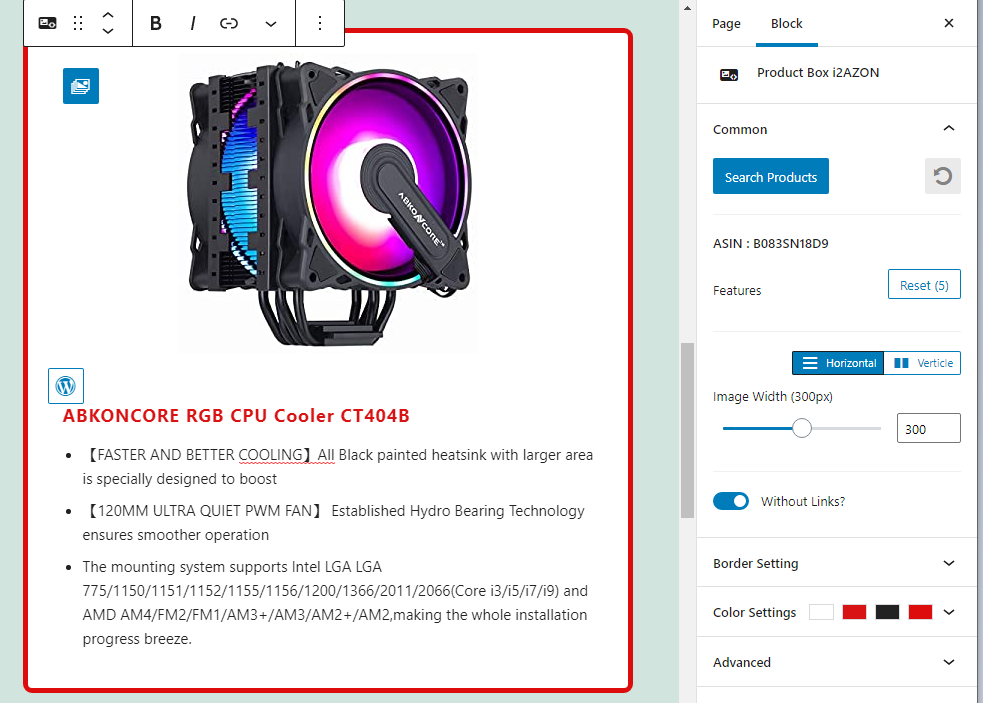 B I
Page Block
Product Box i2AZON
Common
Search Products
ASIN : B083SN18D9
Features Reset (5)
Horizontal Verticle
Image Width (300px)
300
Without Links?
Border Setting
Color Settings
Advanced
ABKONCORE™
ABKONCORE RGB CPU Cooler CT404B
【FASTER AND BETTER COOLING】All Black painted heatsink with larger area
is specially designed to boost
【120MM ULTRA QUIET PWM FAN】 Established Hydro Bearing Technology
ensures smoother operation
The mounting system supports Intel LGA LGA
775/1150/1151/1152/1155/1156/1200/1366/2011/2066(Core i3/i5/i7/i9) and
AMD AM4/FM2/FM1/AM3+/AM3/AM2+/AM2,making the whole installation
progress breeze.